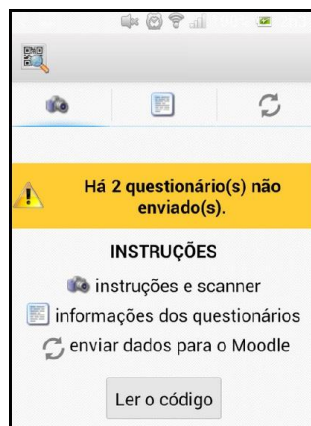 Há 2 questionário(s) não
enviado(s).
INSTRUÇÕES
instruções e scanner
informações dos questionários
enviar dados para o Moodle
Ler o código